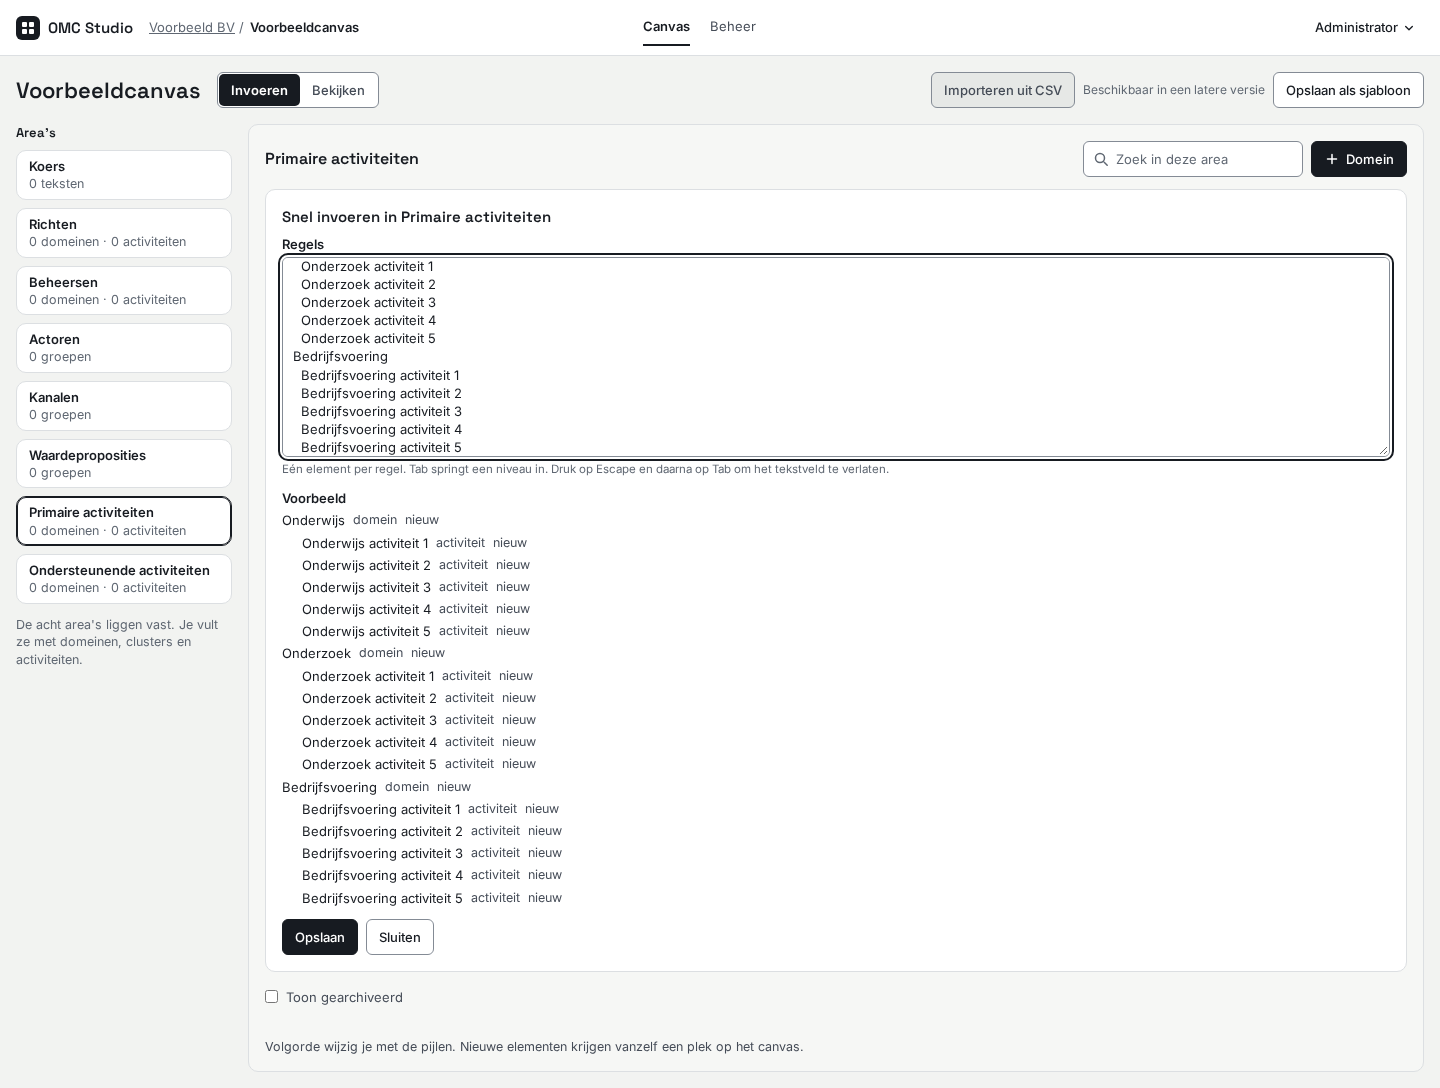 OMC Studio
Voorbeeld BV / Voorbeeldcanvas
Canvas
Beheer
Administrator
Voorbeeldcanvas
Invoeren
Bekijken
Importeren uit CSV
Beschikbaar in een latere versie
Opslaan als sjabloon
Area's
Koers
0 teksten
Richten
0 domeinen · 0 activiteiten
Beheersen
0 domeinen · 0 activiteiten
Actoren
0 groepen
Kanalen
0 groepen
Waardeproposities
0 groepen
Primaire activiteiten
0 domeinen · 0 activiteiten
Ondersteunende activiteiten
0 domeinen · 0 activiteiten
De acht area's liggen vast. Je vult
ze met domeinen, clusters en
activiteiten.
Primaire activiteiten
Zoek in deze area
Domein
Snel invoeren in Primaire activiteiten
Regels
Onderzoek activiteit 1
Onderzoek activiteit 2
Onderzoek activiteit 3
Onderzoek activiteit 4
Onderzoek activiteit 5
Bedrijfsvoering
Bedrijfsvoering activiteit 1
Bedrijfsvoering activiteit 2
Bedrijfsvoering activiteit 3
Bedrijfsvoering activiteit 4
Bedrijfsvoering activiteit 5
Eén element per regel. Tab springt een niveau in. Druk op Escape en daarna op Tab om het tekstveld te verlaten.
Voorbeeld
Onderwijs domein nieuw
Onderwijs activiteit 1 activiteit nieuw
Onderwijs activiteit 2 activiteit nieuw
Onderwijs activiteit 3 activiteit nieuw
Onderwijs activiteit 4 activiteit nieuw
Onderwijs activiteit 5 activiteit nieuw
Onderzoek domein nieuw
Onderzoek activiteit 1 activiteit nieuw
Onderzoek activiteit 2 activiteit nieuw
Onderzoek activiteit 3 activiteit nieuw
Onderzoek activiteit 4 activiteit nieuw
Onderzoek activiteit 5 activiteit nieuw
Bedrijfsvoering domein nieuw
Bedrijfsvoering activiteit 1 activiteit nieuw
Bedrijfsvoering activiteit 2 activiteit nieuw
Bedrijfsvoering activiteit 3 activiteit nieuw
Bedrijfsvoering activiteit 4 activiteit nieuw
Bedrijfsvoering activiteit 5 activiteit nieuw
Opslaan
Sluiten
Toon gearchiveerd
Volgorde wijzig je met de pijlen. Nieuwe elementen krijgen vanzelf een plek op het canvas.